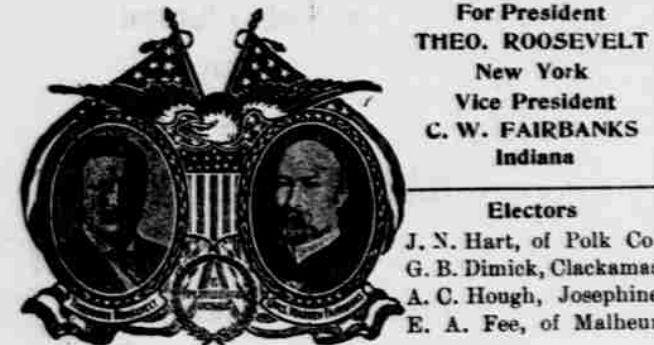 For President
THEO. ROOSEVELT
New York
Vice President
C. W. FAIRBANKS
Indiana
Electors
J. N. Hart, of Polk Co
G. B. Dimick, Clackamas
A. C. Hough, Josephine
E. A. Fee, of Malheur